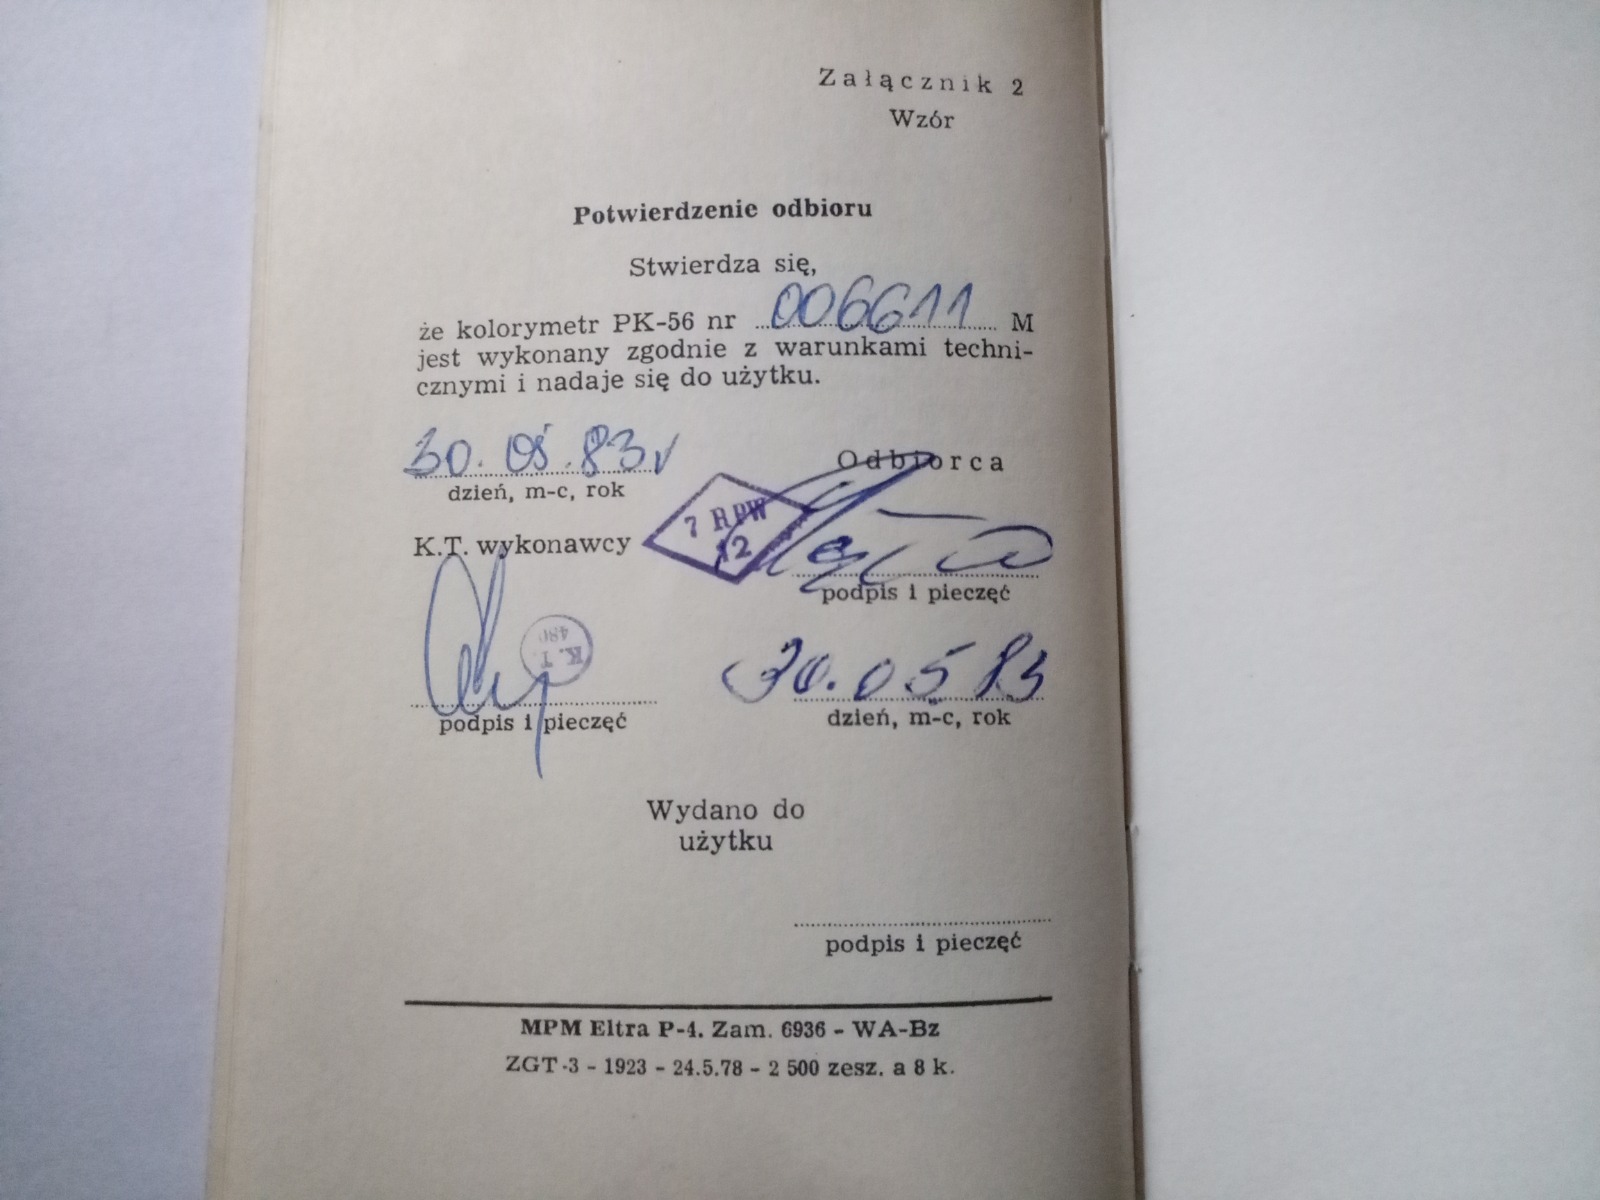 Załącznik 2
Wzór
Potwierdzenie odbioru
Stwierdza się,
że kolorymetr PK-56 nr 006611 M
jest wykonany zgodnie z warunkami techni-
cznymi i nadaje się do użytku.
30. 05. 83r
dzień, m-c, rok
Odbiorca
7 RPW
12
K.T. wykonawcy
podpis i pieczęć
K.T.
480
30.05 83
podpis i pieczęć
dzień, m-c, rok
Wydano do
użytku
podpis i pieczęć
MPM Eltra P-4. Zam. 6936 - WA-Bz
ZGT-3 - 1923 - 24.5.78 - 2 500 zesz. a 8 k.